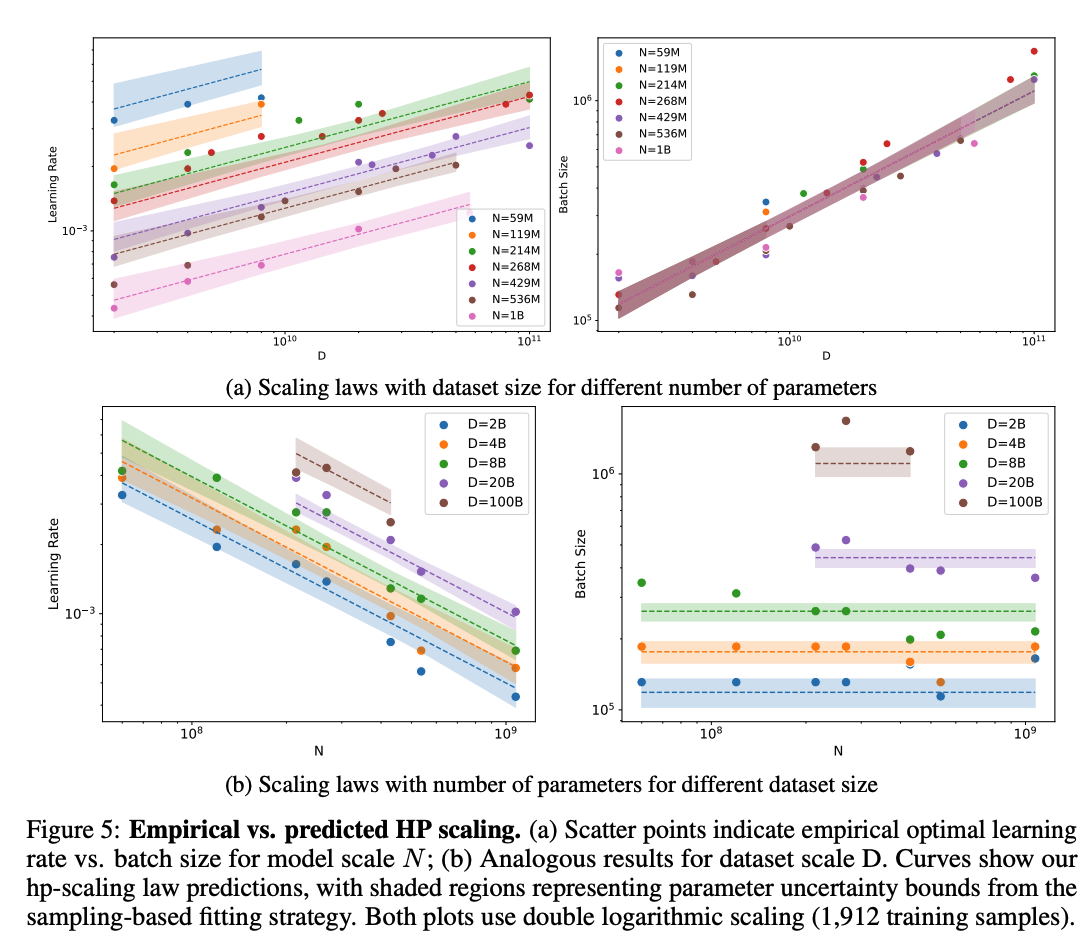 Learning Rate
10⁻³
10¹⁰
10¹¹
D
N=59M
N=119M
N=214M
N=268M
N=429M
N=536M
N=1B
Batch Size
10⁶
10⁵
10¹⁰
10¹¹
D
N=59M
N=119M
N=214M
N=268M
N=429M
N=536M
N=1B
(a) Scaling laws with dataset size for different number of parameters
Learning Rate
10⁻³
10⁸
10⁹
N
D=2B
D=4B
D=8B
D=20B
D=100B
Batch Size
10⁶
10⁵
10⁸
10⁹
N
D=2B
D=4B
D=8B
D=20B
D=100B
(b) Scaling laws with number of parameters for different dataset size
Figure 5: Empirical vs. predicted HP scaling. (a) Scatter points indicate empirical optimal learning
rate vs. batch size for model scale N; (b) Analogous results for dataset scale D. Curves show our
hp-scaling law predictions, with shaded regions representing parameter uncertainty bounds from the
sampling-based fitting strategy. Both plots use double logarithmic scaling (1,912 training samples).